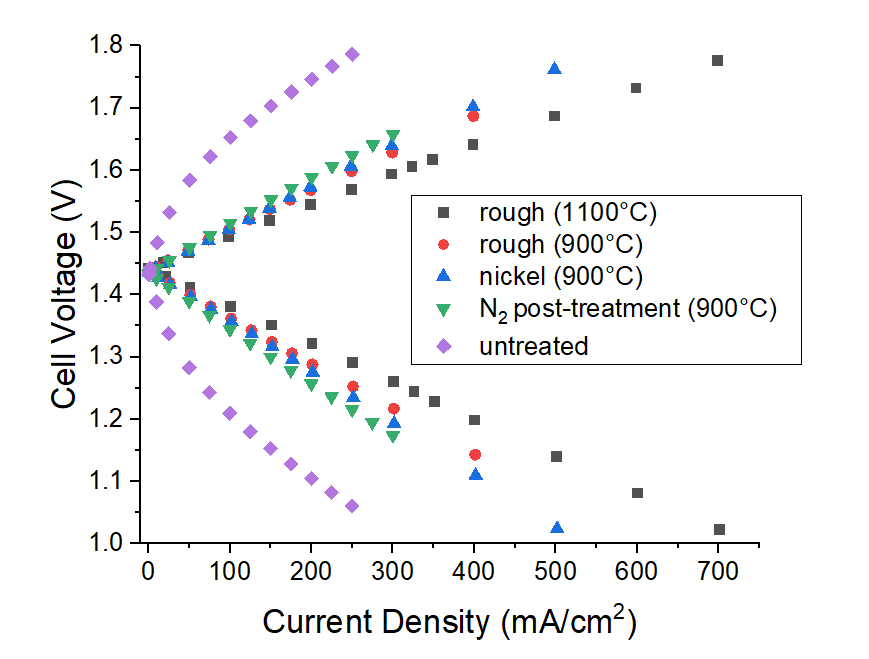 1.8
1.7
1.6
1.5
1.4
1.3
1.2
1.1
1.0
Cell Voltage (V)
rough (1100°C)
rough (900°C)
nickel (900°C)
N₂ post-treatment (900°C)
untreated
0 100 200 300 400 500 600 700
Current Density (mA/cm²)